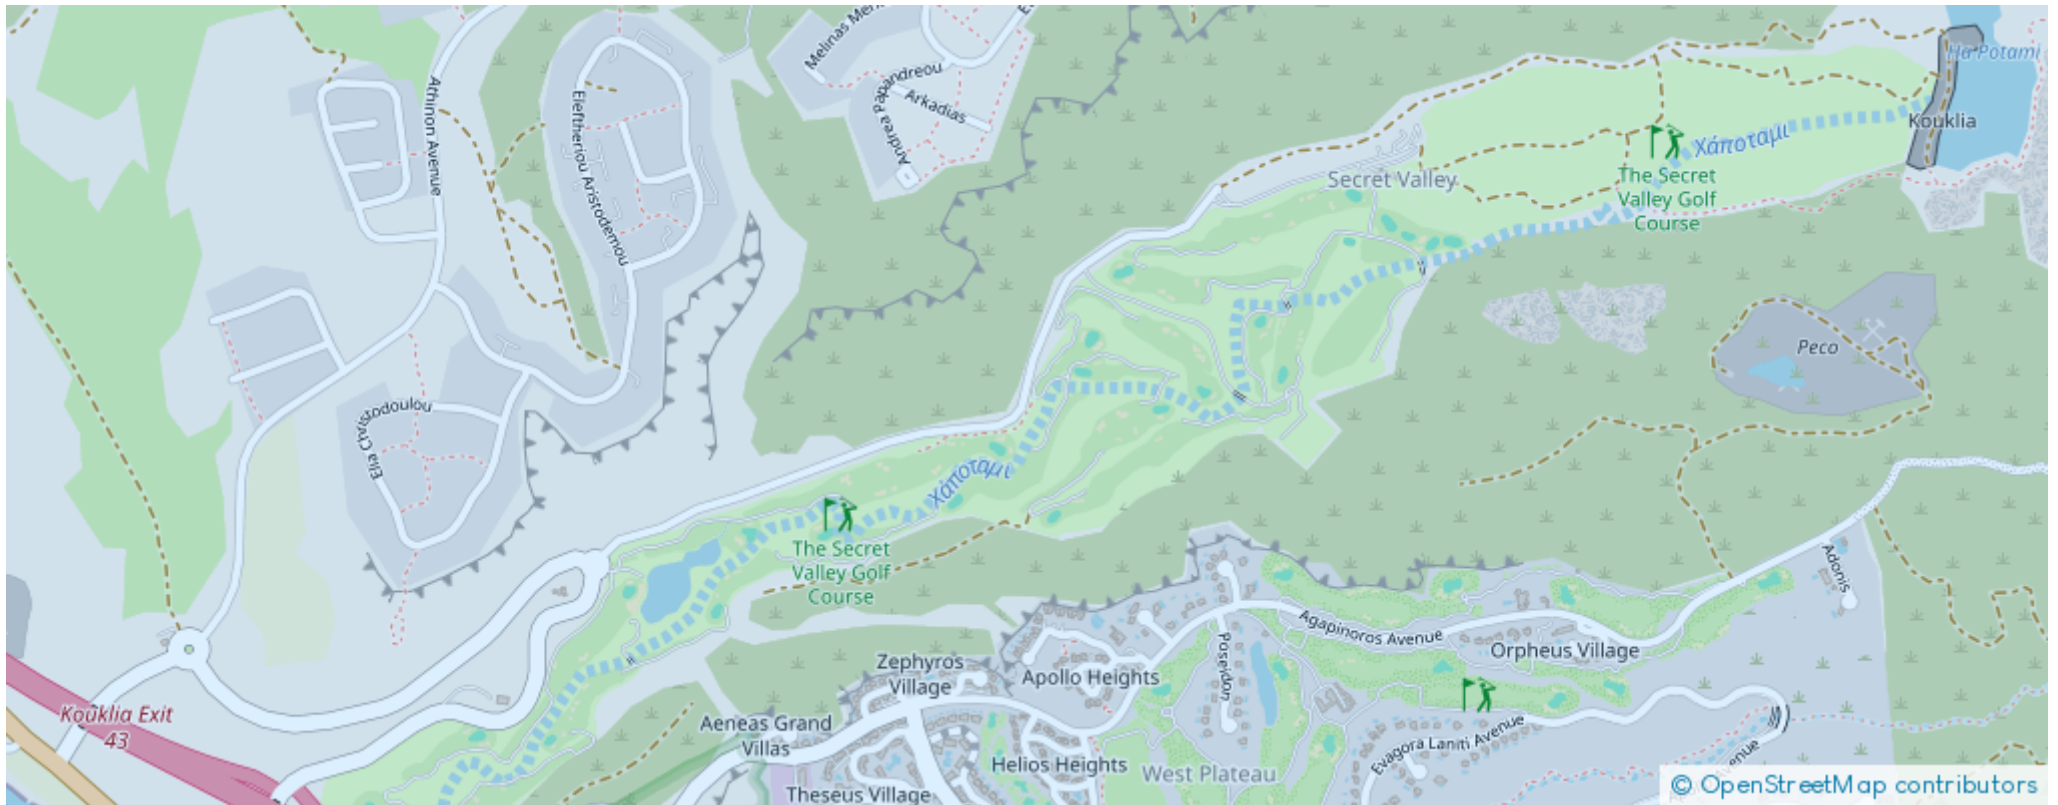 Melinas Mer
Ha Potami
Andrea Papandreou
Arkadias
Athinon Avenue
Eleftheriou Aristodemou
Kouklia
Χάποταμι
Secret Valley
The Secret
Valley Golf
Course
Peco
Elia Christodoulou
Χάποταμι
The Secret
Valley Golf
Course
Adonis
Agapinoros Avenue
Poseidon
Orpheus Village
Zephyros
Village
Apollo Heights
Kouklia Exit
43
Aeneas Grand
Villas
Evagora Laniti Avenue
Helios Heights
West Plateau
Theseus Village
Avenue
© OpenStreetMap contributors